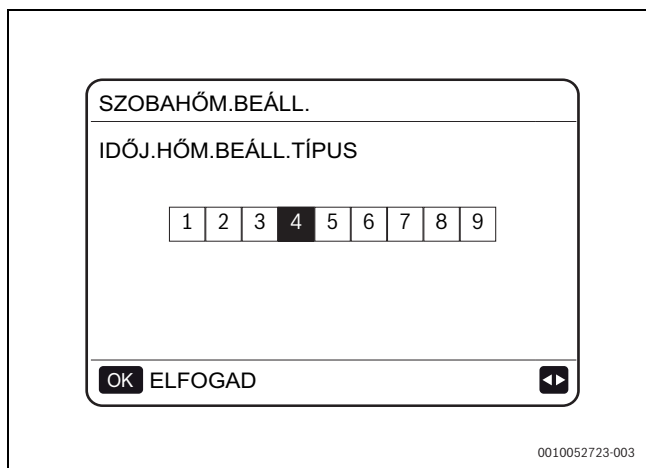 SZOBAHŐM.BEÁLL.
IDŐJ.HŐM.BEÁLL.TÍPUS
1 2 3 4 5 6 7 8 9
OK ELFOGAD
0010052723-003